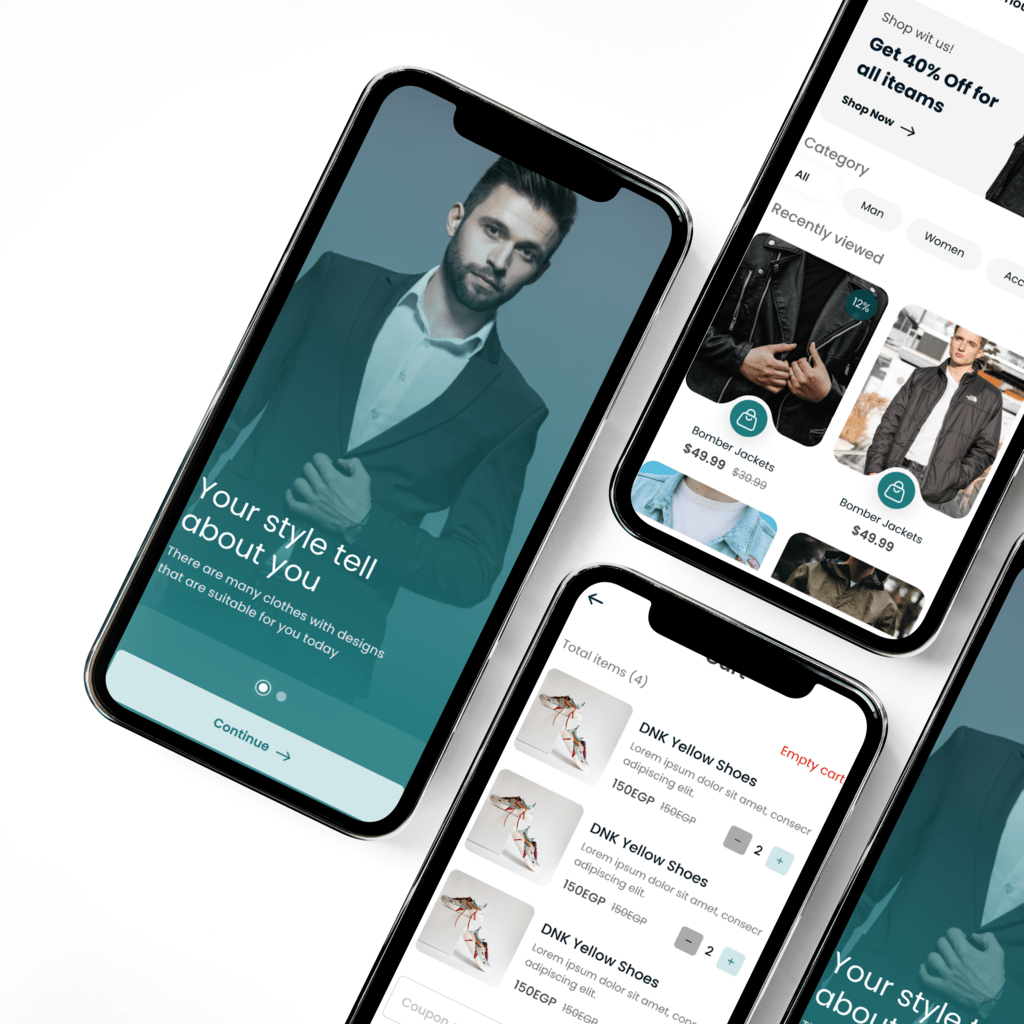 Your style tell
about you
There are many clothes with designs
that are suitable for you today
Continue →
Shop wit us!
Get 40% Off for
all iteams
Shop Now →
Category
All
Man
Women
Recently viewed
12%
Bomber Jackets
$49.99 $30.99
Bomber Jackets
$49.99
←
Total items (4)
Empty cart
DNK Yellow Shoes
Lorem ipsum dolor sit amet, consecr
adipiscing elit.
150EGP 150EGP
− 2 +
DNK Yellow Shoes
Lorem ipsum dolor sit amet, consecr
adipiscing elit.
150EGP 150EGP
− 2 +
DNK Yellow Shoes
Lorem ipsum dolor sit amet, con
adipiscing elit.
150EGP 150EGP
Coupon
Your style
about